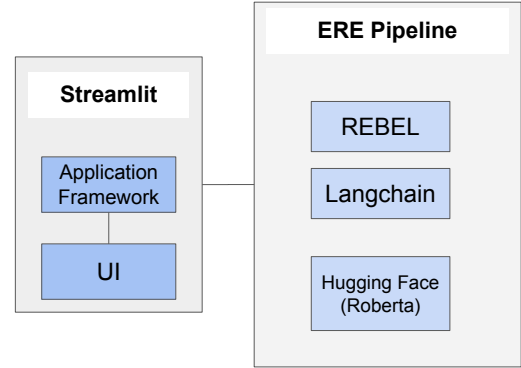 Streamlit
Application
Framework
UI
ERE Pipeline
REBEL
Langchain
Hugging Face
(Roberta)